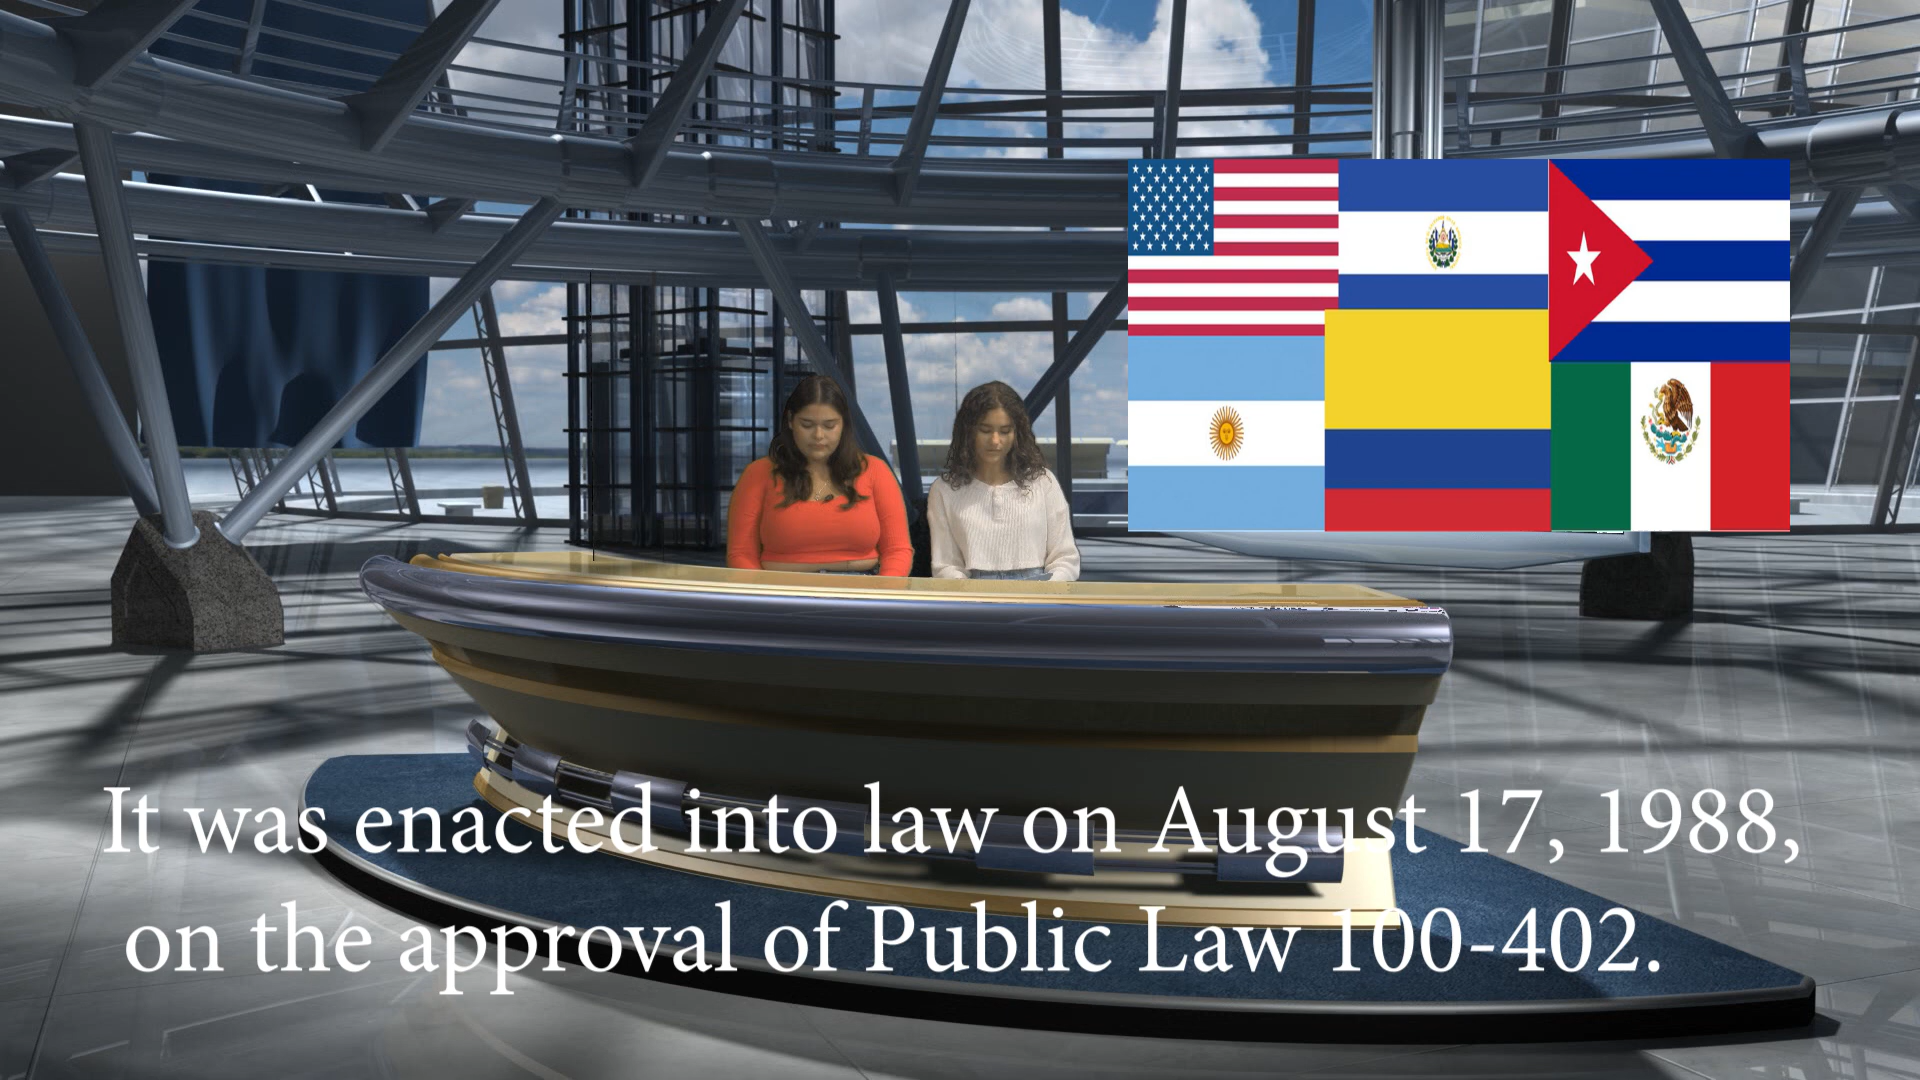 It was enacted into law on August 17, 1988,
on the approval of Public Law 100-402.